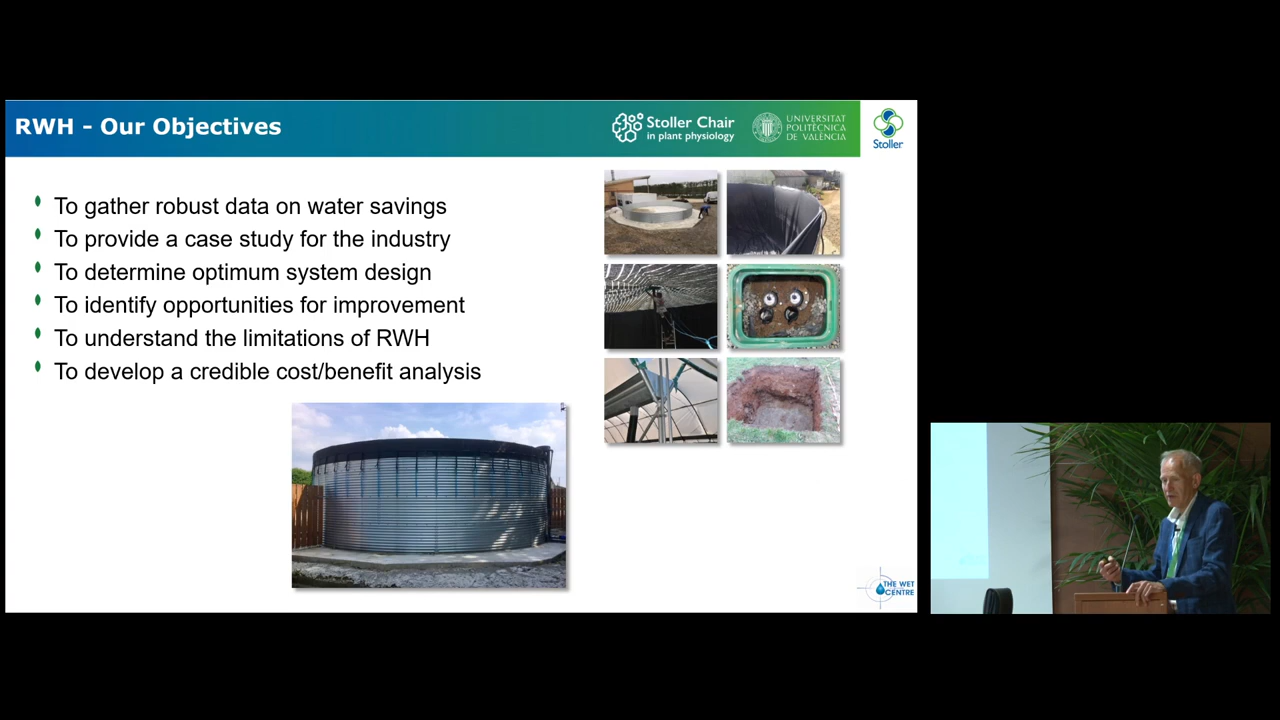 RWH - Our Objectives
Stoller Chair
in plant physiology
UNIVERSITAT
POLITÈCNICA
DE VALÈNCIA
Stoller
To gather robust data on water savings
To provide a case study for the industry
To determine optimum system design
To identify opportunities for improvement
To understand the limitations of RWH
To develop a credible cost/benefit analysis
THE WET
CENTRE